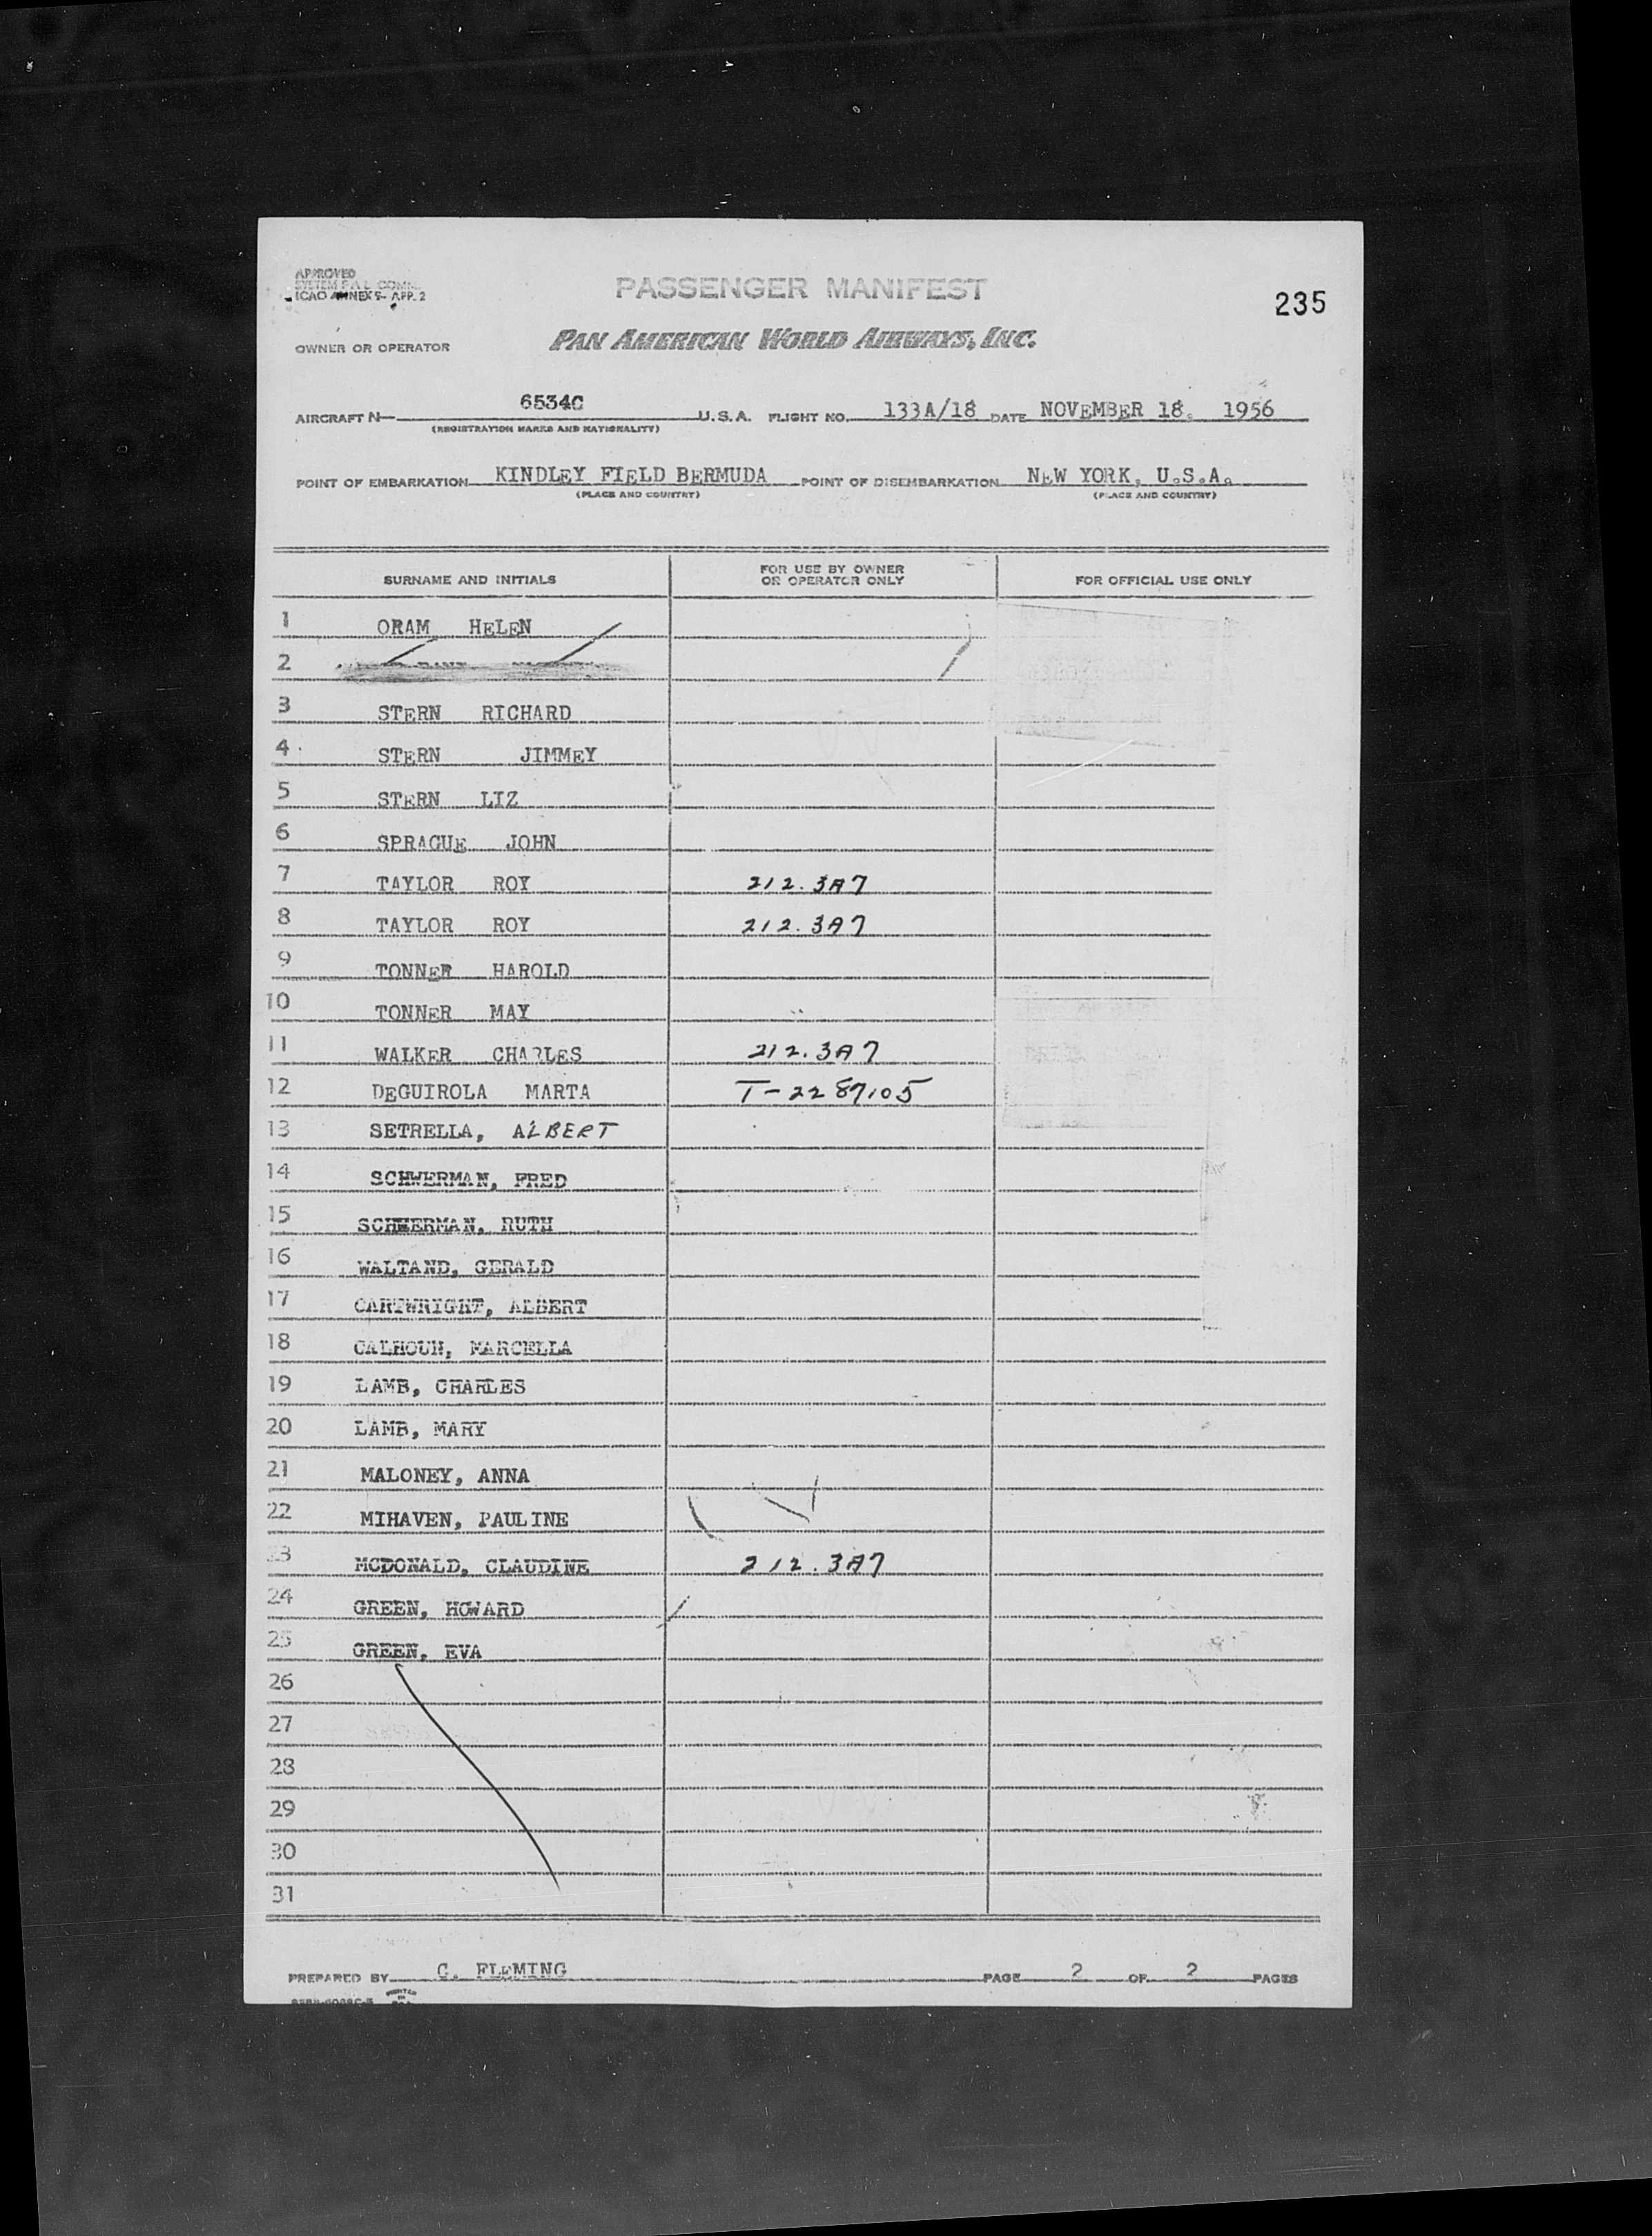 APPROVED
SYSTEM F.A.L. COMM.
ICAO ANNEX 9- APP. 2
PASSENGER MANIFEST
235
OWNER OR OPERATOR PAN AMERICAN WORLD AIRWAYS, INC.
AIRCRAFT N— 6534C U.S.A. FLIGHT NO. 133A/18 DATE NOVEMBER 18. 1956
(REGISTRATION MARKS AND NATIONALITY)
POINT OF EMBARKATION KINDLEY FIELD BERMUDA POINT OF DISEMBARKATION NEW YORK, U.S.A.
(PLACE AND COUNTRY) (PLACE AND COUNTRY)
SURNAME AND INITIALS FOR USE BY OWNER OR OPERATOR ONLY FOR OFFICIAL USE ONLY
1 ORAM HELEN
2
3 STERN RICHARD
4 STERN JIMMEY
5 STERN LIZ
6 SPRAGUE JOHN
7 TAYLOR ROY 212.3A7
8 TAYLOR ROY 212.3A7
9 TONNER HAROLD
10 TONNER MAY
11 WALKER CHARLES 212.3A7
12 DEGUIROLA MARTA T-2287105
13 SETRELLA, ALBERT
14 SCHWERMAN, FRED
15 SCHWERMAN, RUTH
16 WALTAND, GERALD
17 CARTWRIGHT, ALBERT
18 CALHOUN, MARCELLA
19 LAMB, CHARLES
20 LAMB, MARY
21 MALONEY, ANNA
22 MIHAVEN, PAULINE
23 MCDONALD, CLAUDINE 212.3A7
24 GREEN, HOWARD
25 GREEN, EVA
26
27
28
29
30
31
PREPARED BY C. FLEMING PAGE 2 OF 2 PAGES